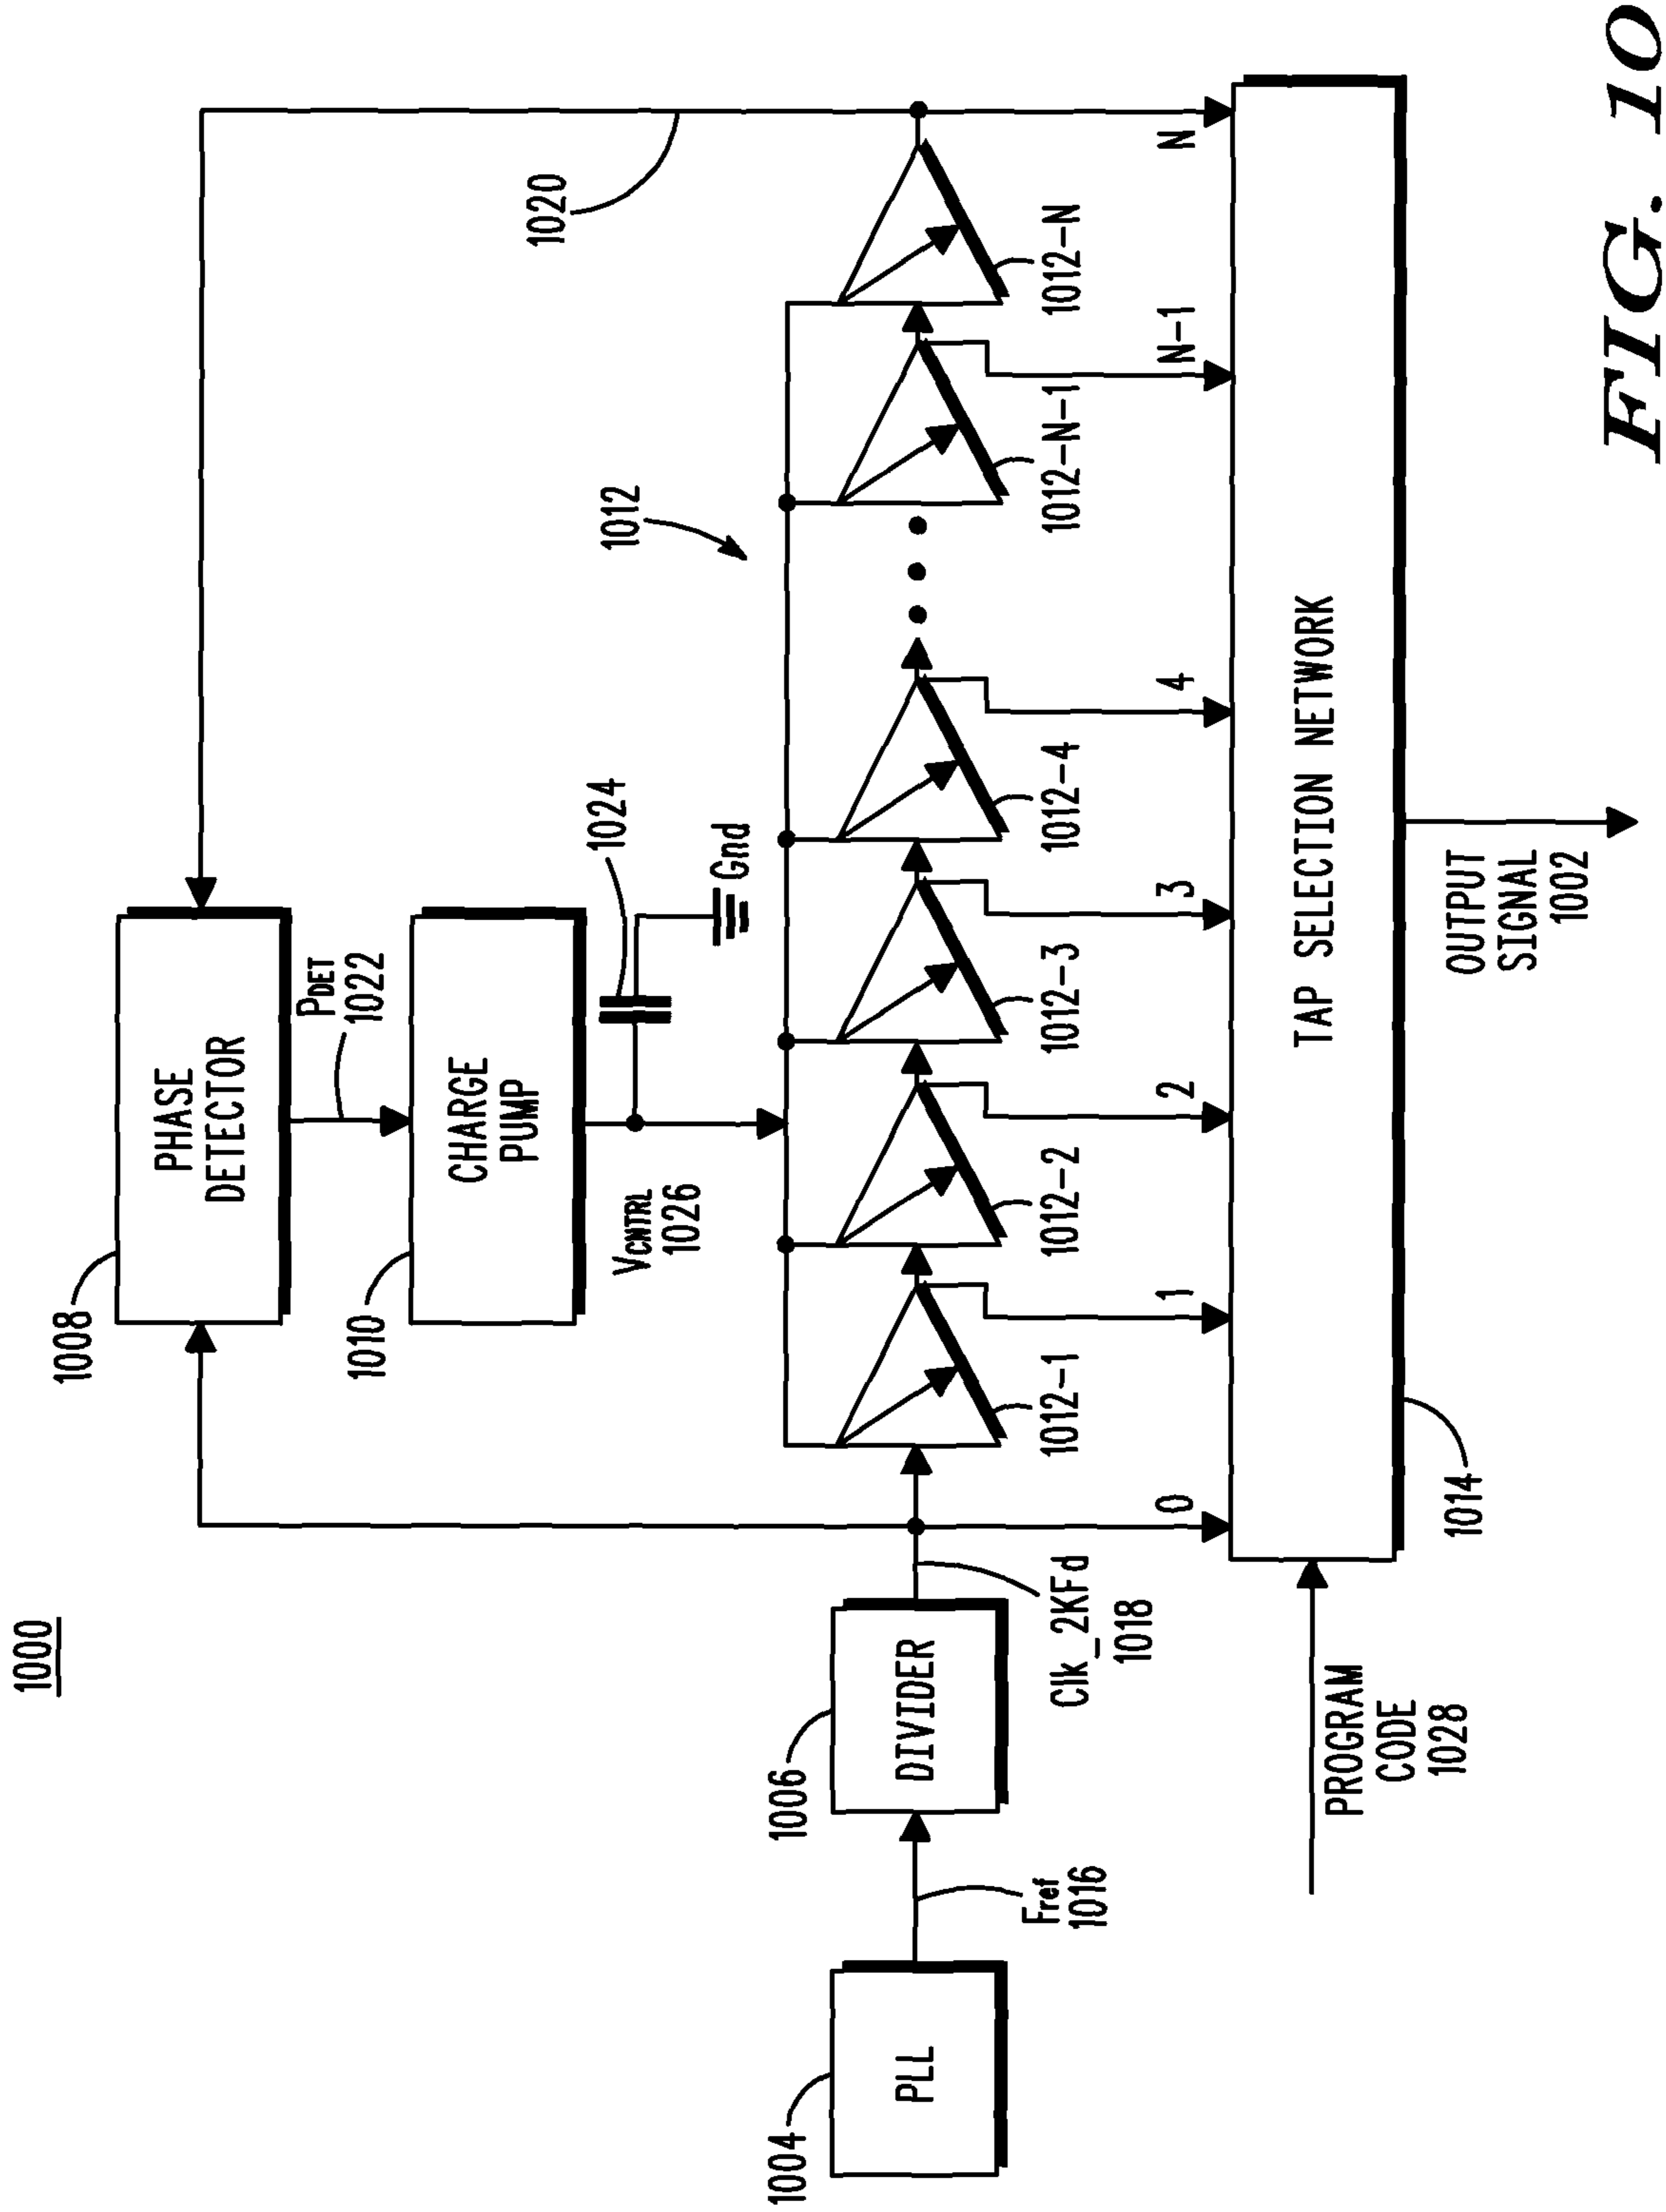 1000
1008
PHASE
DETECTOR
PDET
1022
1010
CHARGE
PUMP
VCNTRL
1026
1024
Gnd
1012
1020
1004
PLL
Fref
1016
1006
DIVIDER
Clk_2KFd
1018
1012-1
1012-2
1012-3
1012-4
1012-N-1
1012-N
0
1
2
3
4
N-1
N
PROGRAM
CODE
1028
TAP SELECTION NETWORK
1014
OUTPUT
SIGNAL
1002
FIG. 10